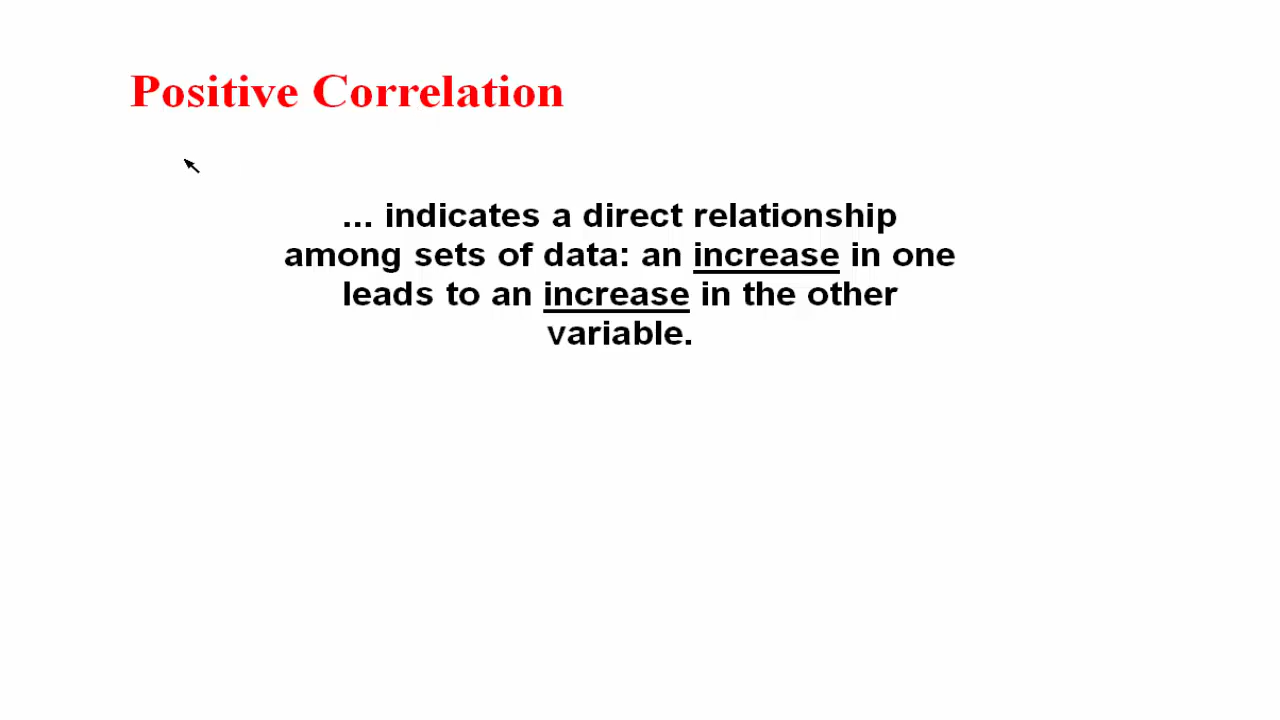 Positive Correlation
... indicates a direct relationship
among sets of data: an increase in one
leads to an increase in the other
variable.